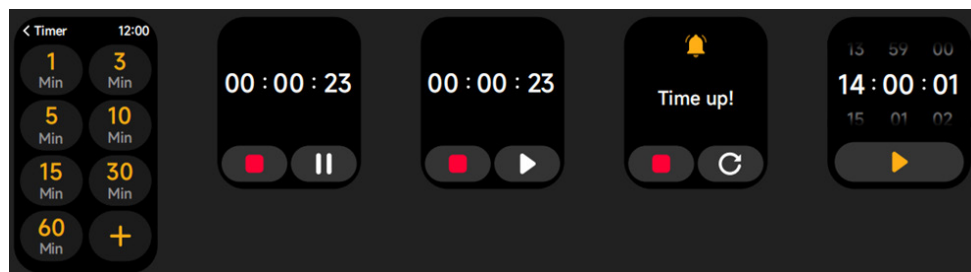 Timer 12:00
1 3
Min Min
5 10
Min Min
15 30
Min Min
60
Min
00 : 00 : 23
00 : 00 : 23
Time up!
13 59 00
14 : 00 : 01
15 01 02